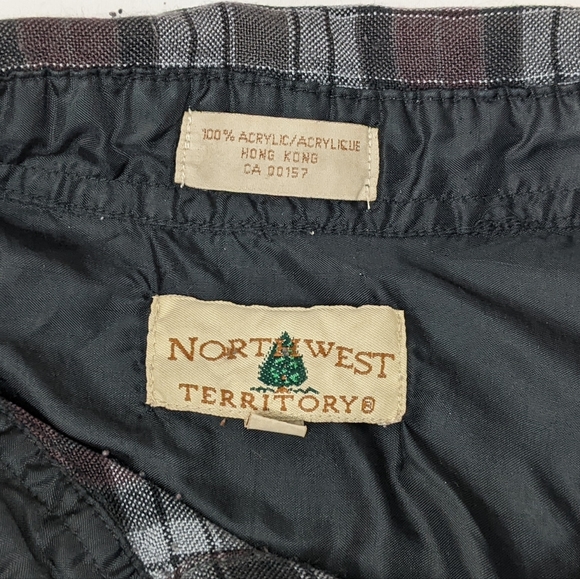 100% ACRYLIC/ACRYLIQUE
HONG KONG
CA 00157
NORTHWEST
TERRITORY®